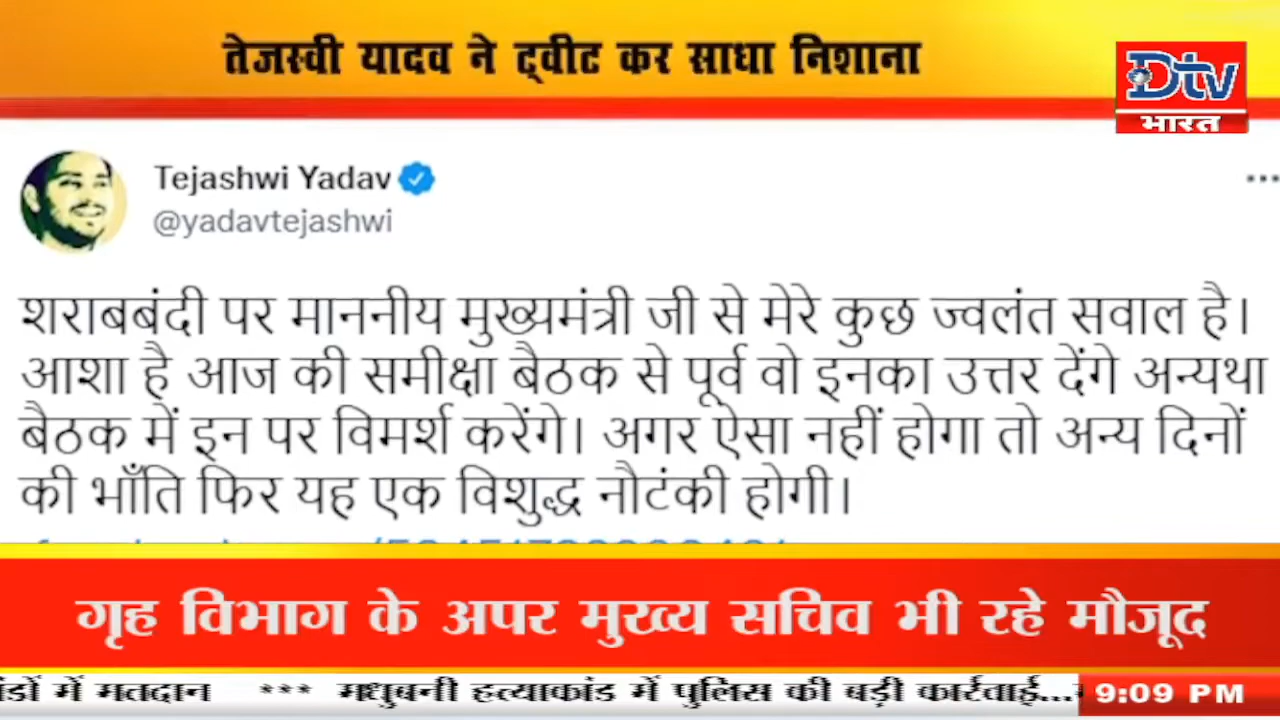 तेजस्वी यादव ने ट्वीट कर साधा निशाना
Dtv
भारत
Tejashwi Yadav
@yadavtejashwi
शराबबंदी पर माननीय मुख्यमंत्री जी से मेरे कुछ ज्वलंत सवाल है।
आशा है आज की समीक्षा बैठक से पूर्व वो इनका उत्तर देंगे अन्यथा
बैठक में इन पर विमर्श करेंगे। अगर ऐसा नहीं होगा तो अन्य दिनों
की भाँति फिर यह एक विशुद्ध नौटंकी होगी।
गृह विभाग के अपर मुख्य सचिव भी रहे मौजूद
में मतदान *** मधुबनी हत्याकांड में पुलिस की बड़ी कार्रवाई...
9:09 PM